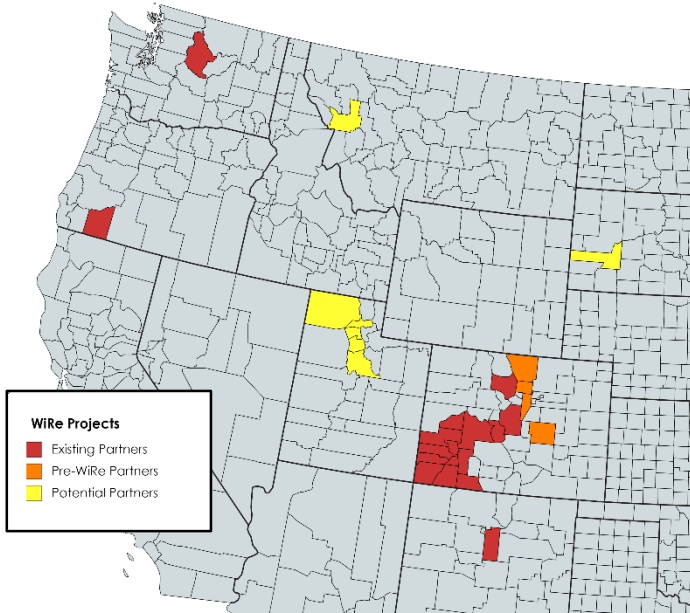 WiRe Projects
Existing Partners
Pre-WiRe Partners
Potential Partners